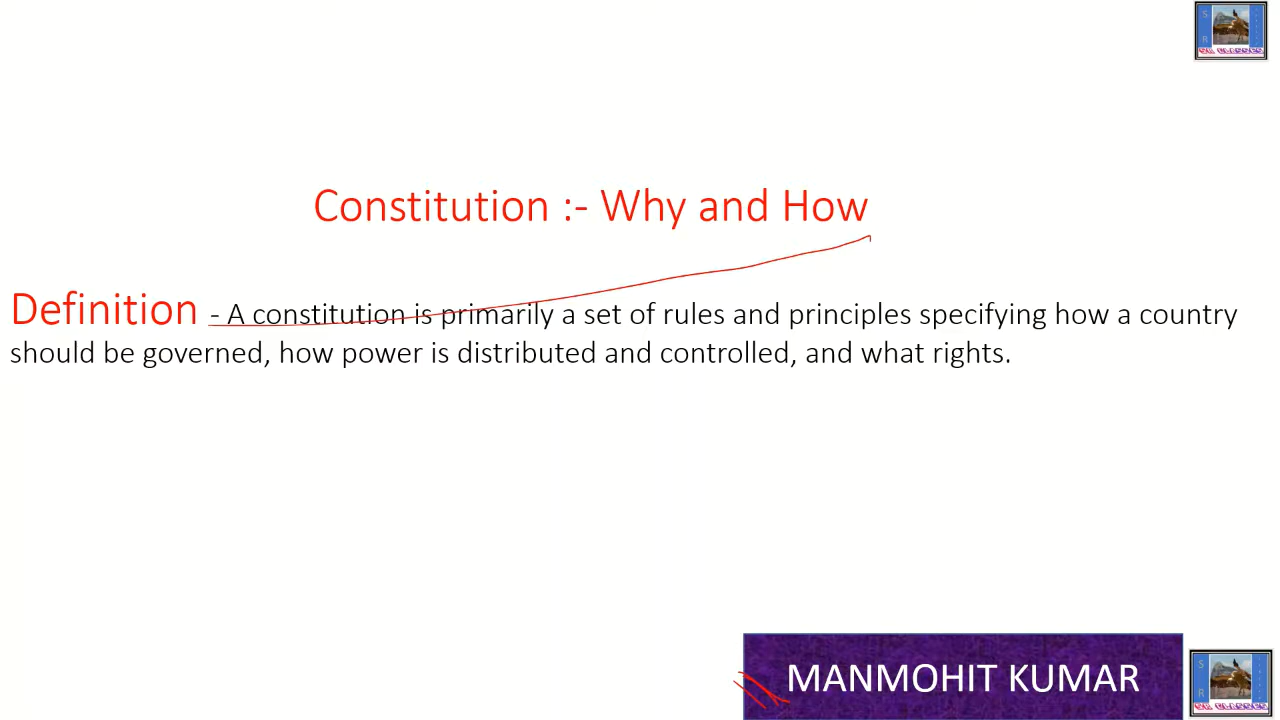 S
R
Constitution :- Why and How
Definition - A constitution is primarily a set of rules and principles specifying how a country
should be governed, how power is distributed and controlled, and what rights.
MANMOHIT KUMAR
S
R